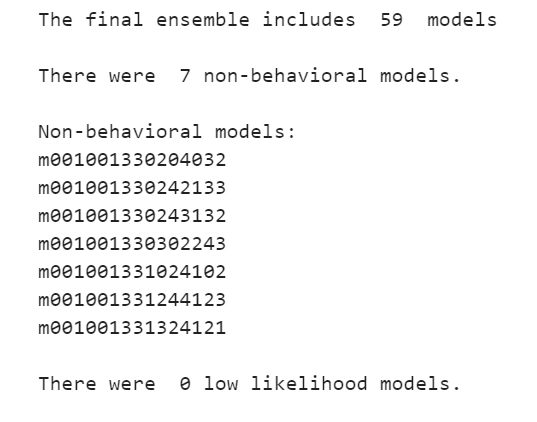 The final ensemble includes  59  models
There were  7 non-behavioral models.
Non-behavioral models:
m001001330204032
m001001330242133
m001001330243132
m001001330302243
m001001331024102
m001001331244123
m001001331324121
There were  0 low likelihood models.